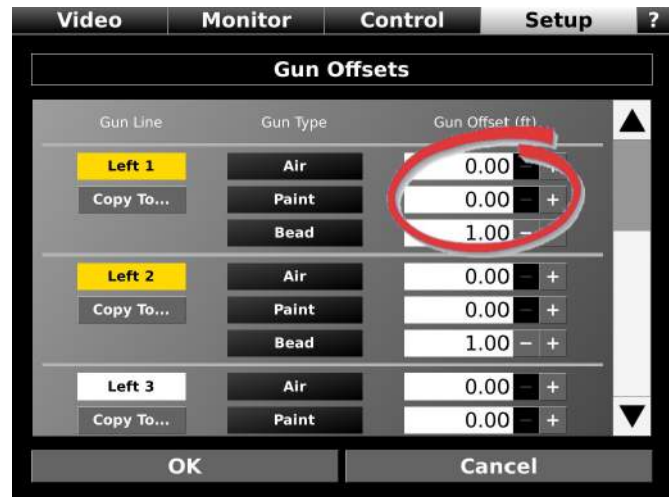 Video Monitor Control Setup ?
Gun Offsets
Gun Line Gun Type Gun Offset (ft)
Left 1 Air 0.00 - +
Copy To... Paint 0.00 - +
Bead 1.00 - +
Left 2 Air 0.00 - +
Copy To... Paint 0.00 - +
Bead 1.00 - +
Left 3 Air 0.00 - +
Copy To... Paint 0.00 - +
OK Cancel